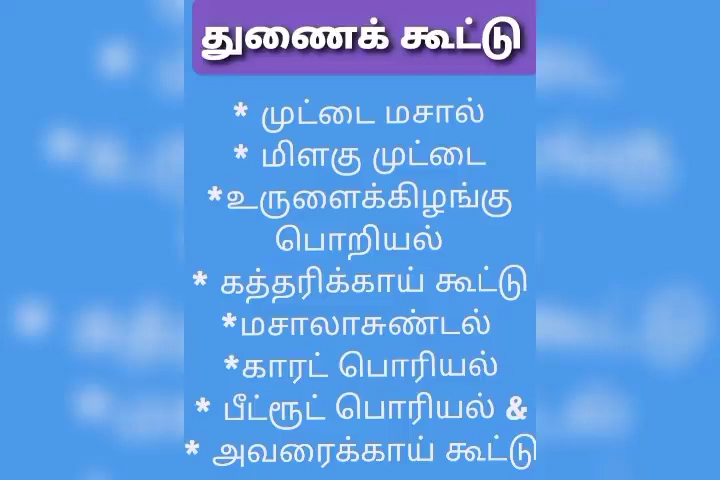 துணைக் கூட்டு
* முட்டை மசால்
* மிளகு முட்டை
*உருளைக்கிழங்கு
பொறியல்
* கத்தரிக்காய் கூட்டு
*மசாலாசுண்டல்
*காரட் பொரியல்
* பீட்ரூட் பொரியல் &
* அவரைக்காய் கூட்டு